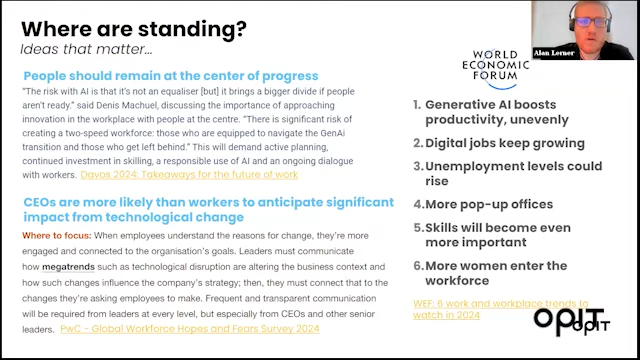 Where are standing?
Ideas that matter...
People should remain at the center of progress
"The risk with AI is that it's not an equaliser [but] it brings a bigger divide if people
aren't ready." said Denis Machuel, discussing the importance of approaching
innovation in the workplace with people at the centre. "There is significant risk of
creating a two-speed workforce: those who are equipped to navigate the GenAi
transition and those who get left behind." This will demand active planning,
continued investment in skilling, a responsible use of AI and an ongoing dialogue
with workers. Davos 2024: Takeaways for the future of work
CEOs are more likely than workers to anticipate significant
impact from technological change
Where to focus: When employees understand the reasons for change, they're more
engaged and connected to the organisation's goals. Leaders must communicate
how megatrends such as technological disruption are altering the business context and
how such changes influence the company's strategy; then, they must connect that to the
changes they're asking employees to make. Frequent and transparent communication
will be required from leaders at every level, but especially from CEOs and other senior
leaders. PwC - Global Workforce Hopes and Fears Survey 2024
WORLD
ECONOMIC
FORUM
1. Generative AI boosts
productivity, unevenly
2. Digital jobs keep growing
3. Unemployment levels could
rise
4. More pop-up offices
5. Skills will become even
more important
6. More women enter the
workforce
WEF: 6 work and workplace trends to
watch in 2024
OPIT
OPIT
Alan Lerner